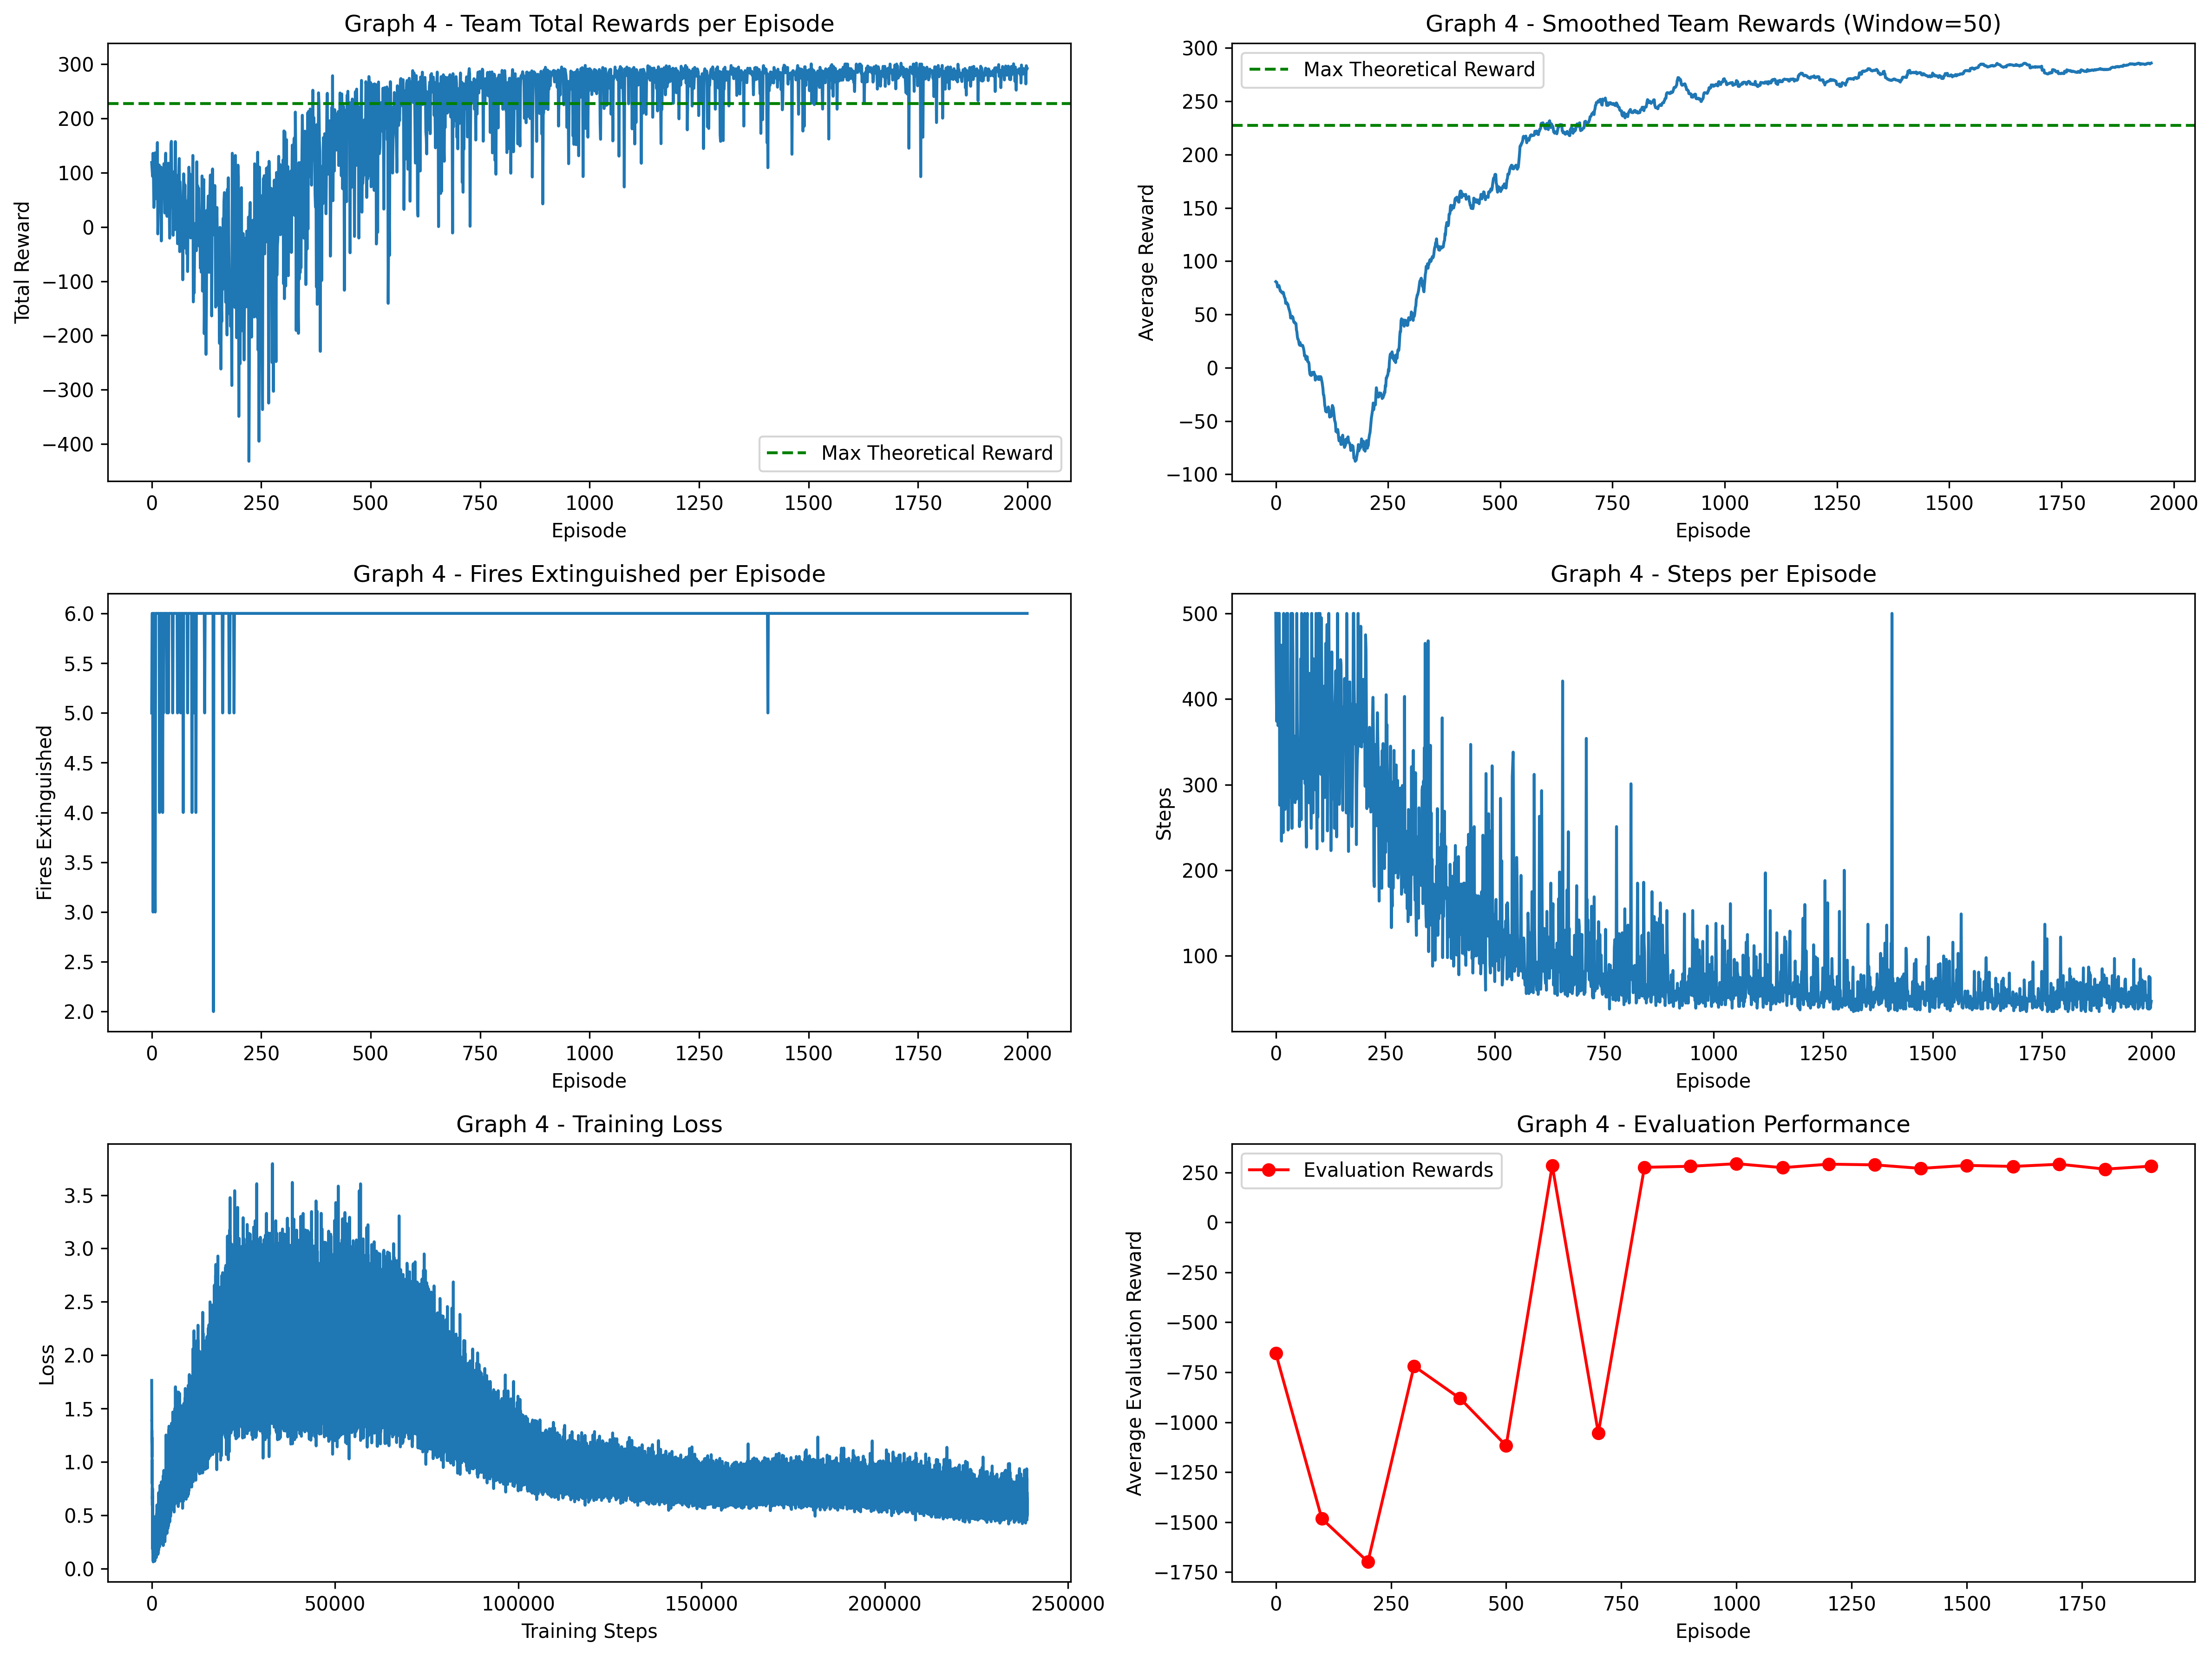 Graph 4 - Team Total Rewards per Episode
300
200
100
0
−100
−200
−300
−400
Total Reward
Max Theoretical Reward
0 250 500 750 1000 1250 1500 1750 2000
Episode
Graph 4 - Smoothed Team Rewards (Window=50)
Max Theoretical Reward
300
250
200
150
100
50
0
−50
−100
Average Reward
0 250 500 750 1000 1250 1500 1750 2000
Episode
Graph 4 - Fires Extinguished per Episode
6.0
5.5
5.0
4.5
4.0
3.5
3.0
2.5
2.0
Fires Extinguished
0 250 500 750 1000 1250 1500 1750 2000
Episode
Graph 4 - Steps per Episode
500
400
300
200
100
Steps
0 250 500 750 1000 1250 1500 1750 2000
Episode
Graph 4 - Training Loss
3.5
3.0
2.5
2.0
1.5
1.0
0.5
0.0
Loss
0 50000 100000 150000 200000 250000
Training Steps
Graph 4 - Evaluation Performance
Evaluation Rewards
250
0
−250
−500
−750
−1000
−1250
−1500
−1750
Average Evaluation Reward
0 250 500 750 1000 1250 1500 1750
Episode